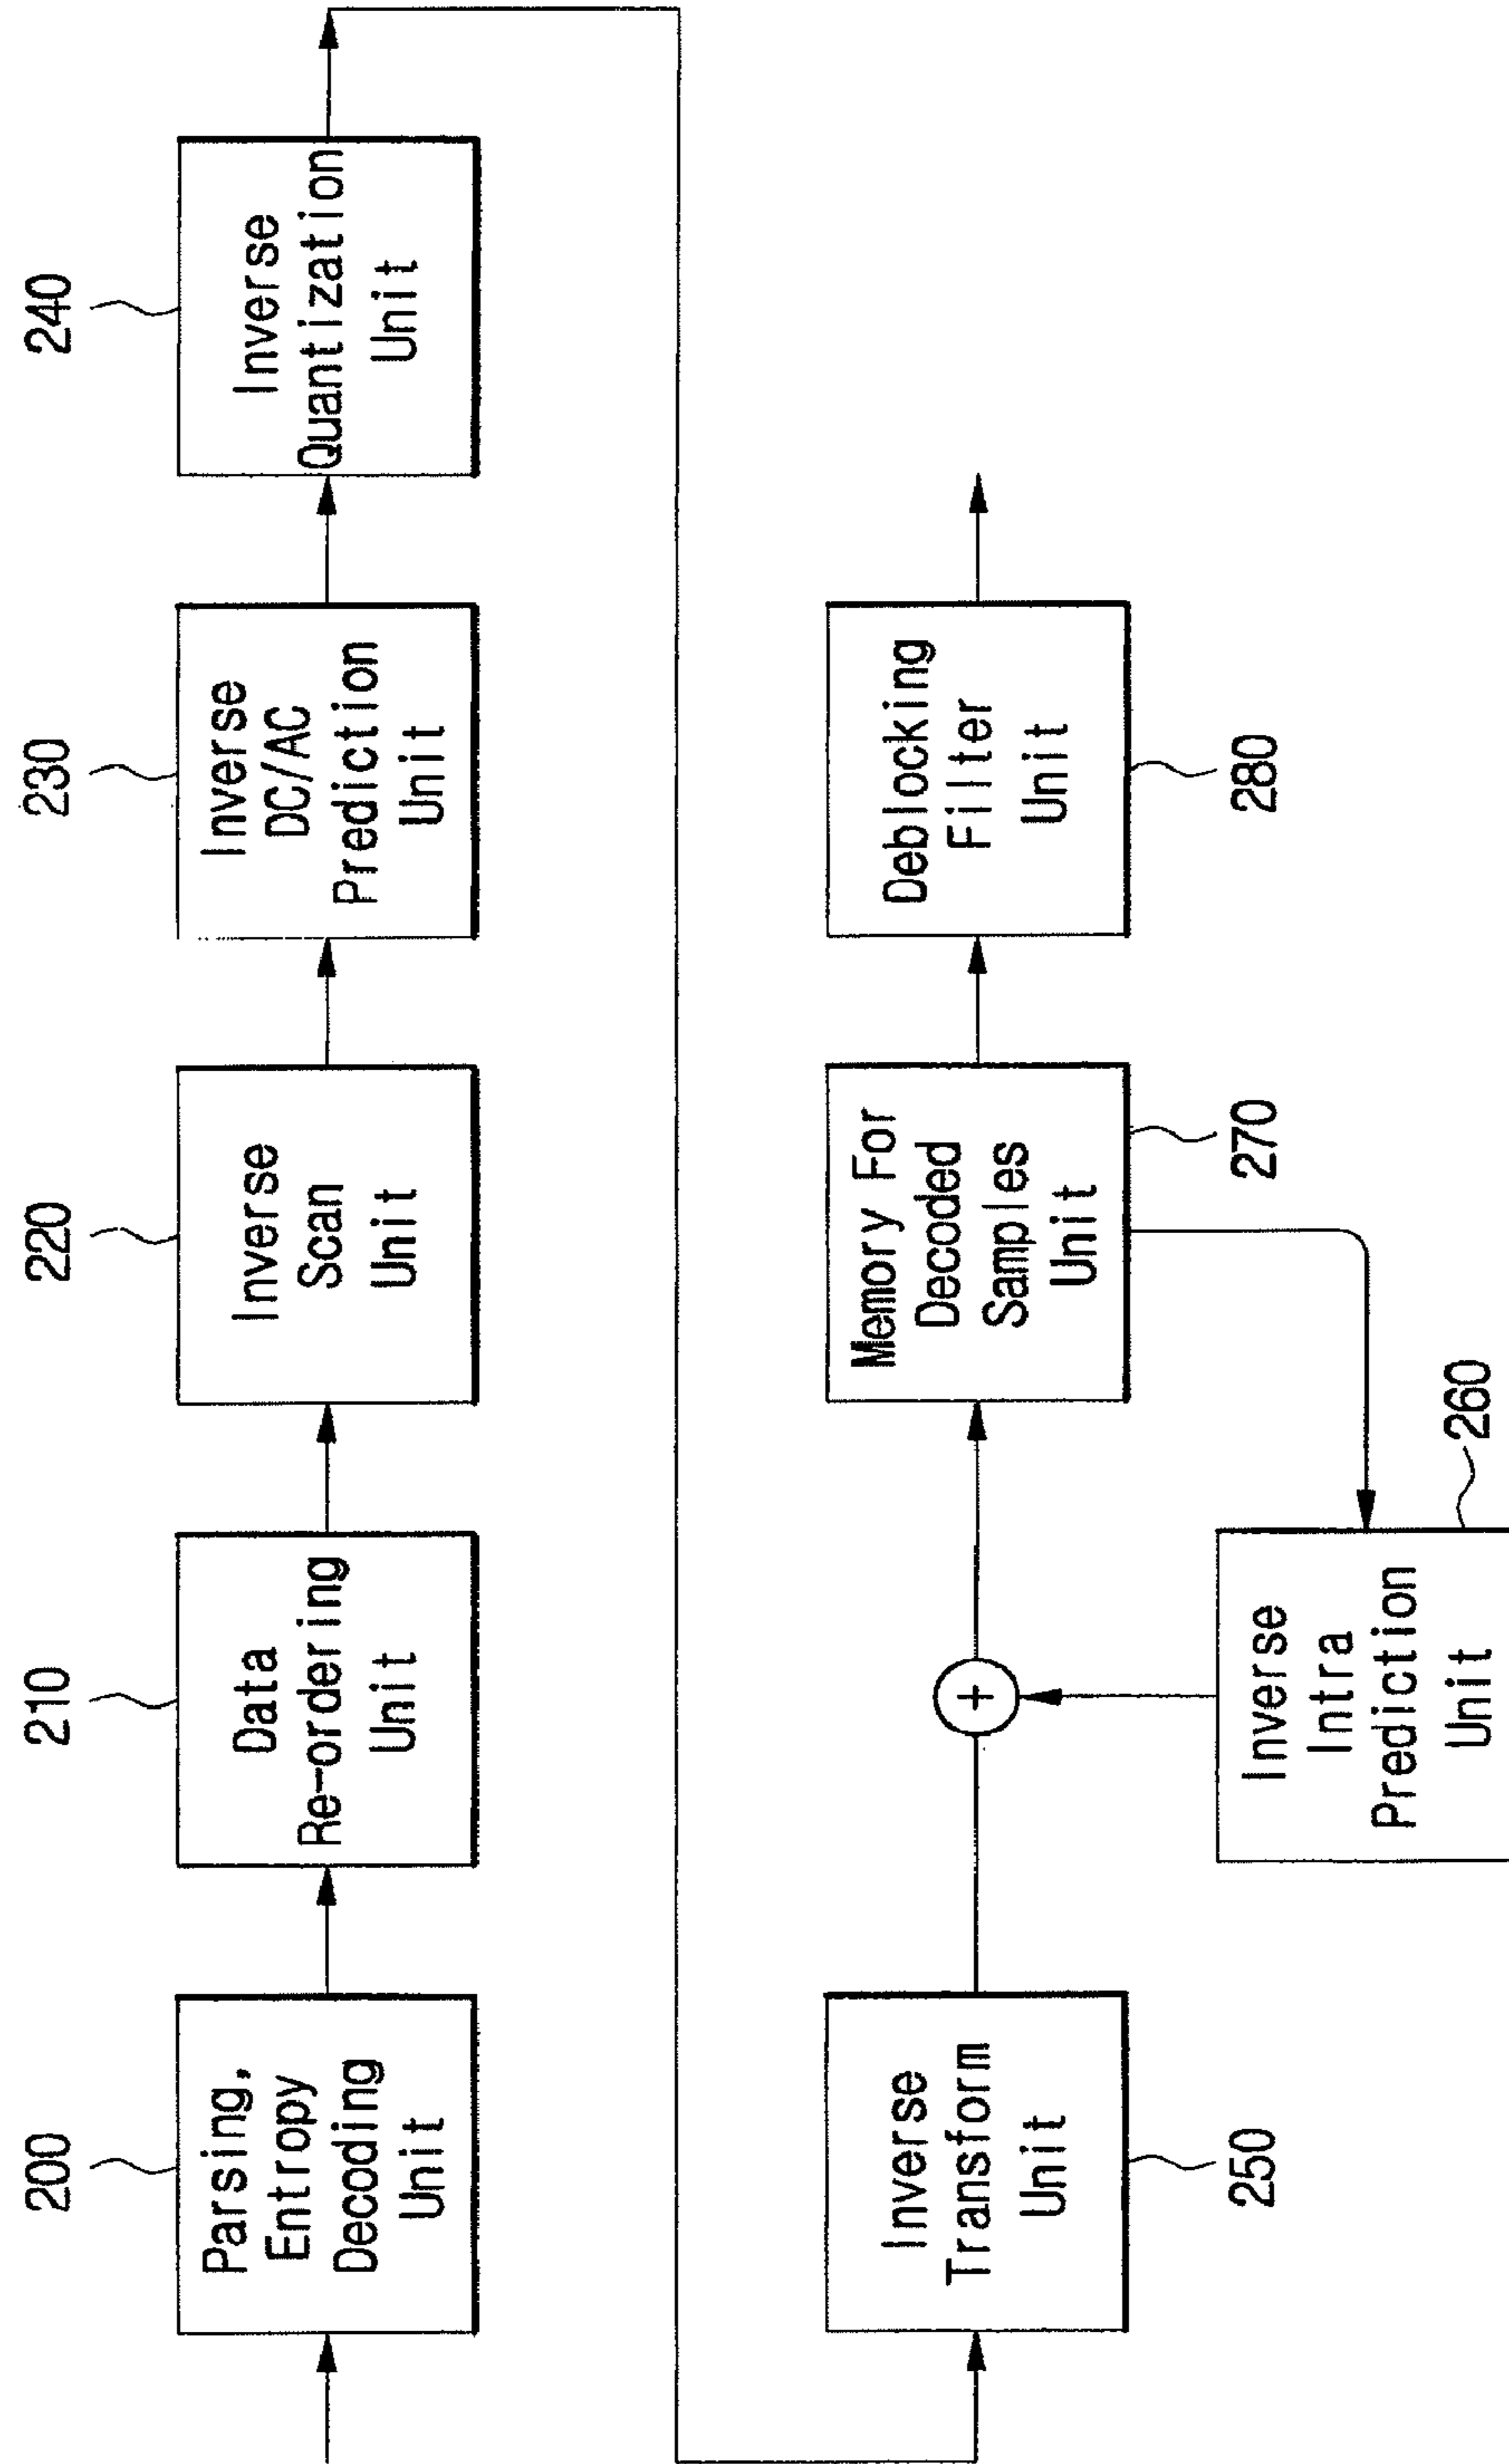 200
Parsing,
Entropy
Decoding
Unit
210
Data
Re-ordering
Unit
220
Inverse
Scan
Unit
230
Inverse
DC/AC
Prediction
Unit
240
Inverse
Quantization
Unit
Inverse
Transform
Unit
250
+
Inverse
Intra
Prediction
Unit
260
Memory For
Decoded
Samples
Unit
270
Deblocking
Filter
Unit
280